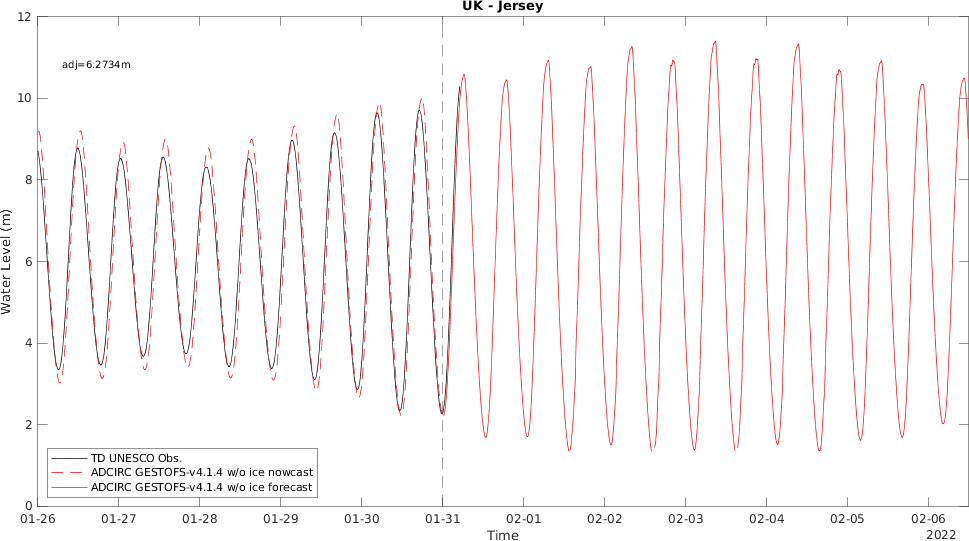 UK - Jersey
12
adj=6.2734m
10
8
6
4
2
0
Water Level (m)
TD UNESCO Obs.
ADCIRC GESTOFS-v4.1.4 w/o ice nowcast
ADCIRC GESTOFS-v4.1.4 w/o ice forecast
01-26 01-27 01-28 01-29 01-30 01-31 02-01 02-02 02-03 02-04 02-05 02-06
Time
2022